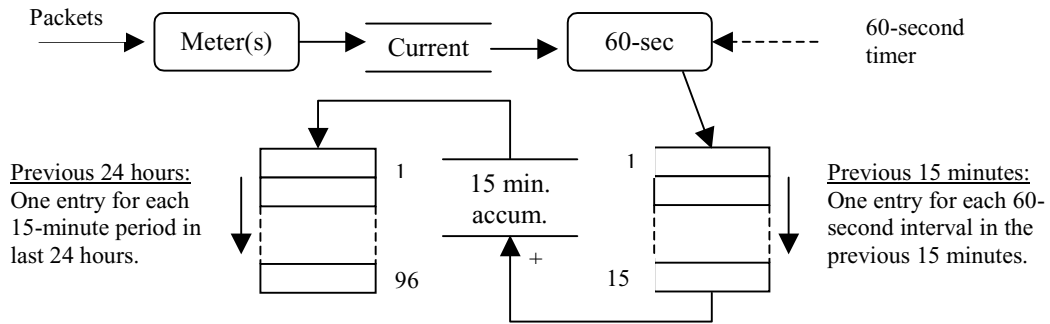 Packets
Meter(s)
Current
60-sec
60-second
timer
Previous 24 hours:
One entry for each
15-minute period in
last 24 hours.
1
96
15 min.
accum.
+
1
15
Previous 15 minutes:
One entry for each 60-
second interval in the
previous 15 minutes.